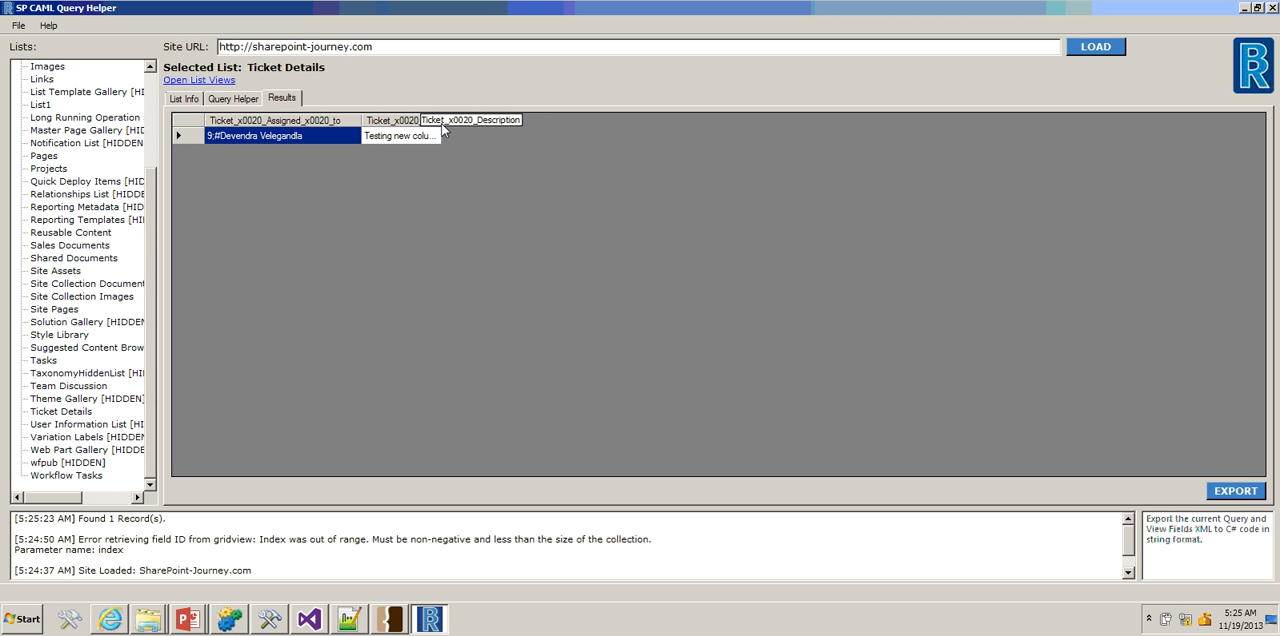 SP CAML Query Helper
File Help
Lists:
Site URL: http://sharepoint-journey.com LOAD
Selected List: Ticket Details
Open List Views
List Info Query Helper Results
Ticket_x0020_Assigned_x0020_to Ticket_x0020 Ticket_x0020_Description
9;#Devendra Velegandla Testing new colu...
Images
Links
List Template Gallery [HI
List1
Long Running Operation
Master Page Gallery [HI
Notification List [HIDDEN
Pages
Projects
Quick Deploy Items [HID
Relationships List [HIDDE
Reporting Metadata [HID
Reporting Templates [HI
Reusable Content
Sales Documents
Shared Documents
Site Assets
Site Collection Document
Site Collection Images
Site Pages
Solution Gallery [HIDDEN
Style Library
Suggested Content Brow
Tasks
TaxonomyHiddenList [HI
Team Discussion
Theme Gallery [HIDDEN]
Ticket Details
User Information List [HI
Variation Labels [HIDDEN
Web Part Gallery [HIDDE
wfpub [HIDDEN]
Workflow Tasks
EXPORT
[5:25:23 AM] Found 1 Record(s).
[5:24:50 AM] Error retrieving field ID from gridview: Index was out of range. Must be non-negative and less than the size of the collection.
Parameter name: index
[5:24:37 AM] Site Loaded: SharePoint-Journey.com
Export the current Query and
View Fields XML to C# code in
string format.
Start
5:25 AM
11/19/2013